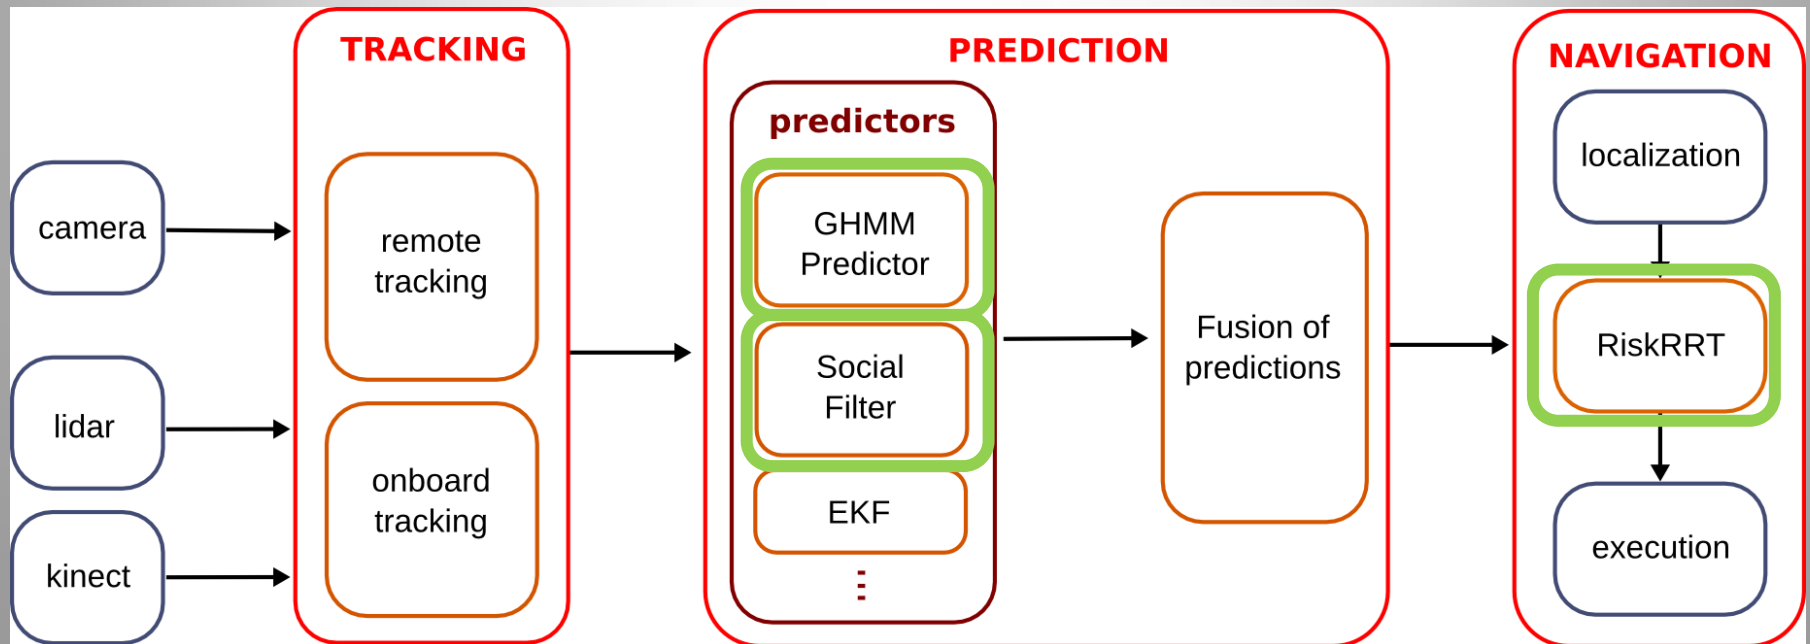 TRACKING
PREDICTION
NAVIGATION
camera
lidar
kinect
remote
tracking
onboard
tracking
predictors
GHMM
Predictor
Social
Filter
EKF
Fusion of
predictions
localization
RiskRRT
execution